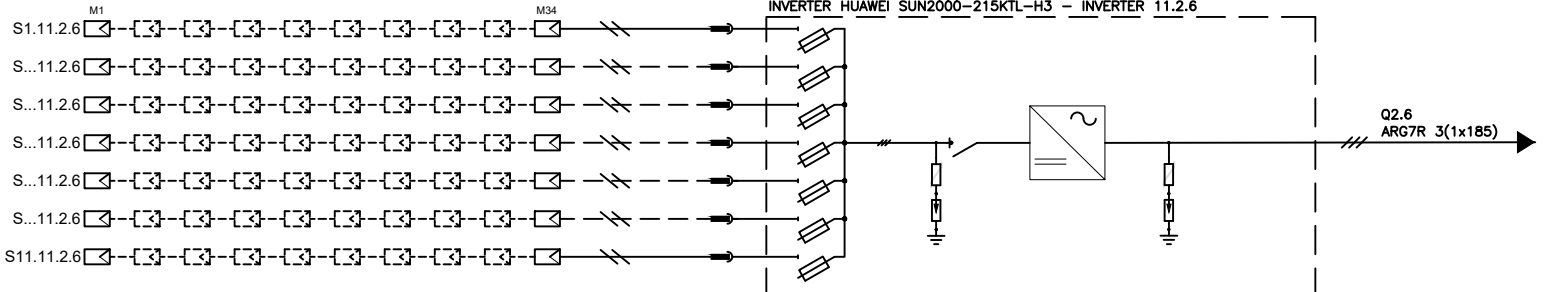 INVERTER HUAWEI SUN2000-215KTL-H3 - INVERTER 11.2.6
M1
M34
S1.11.2.6
S...11.2.6
S...11.2.6
S...11.2.6
S...11.2.6
S...11.2.6
S11.11.2.6
Q2.6
ARG7R 3(1x185)